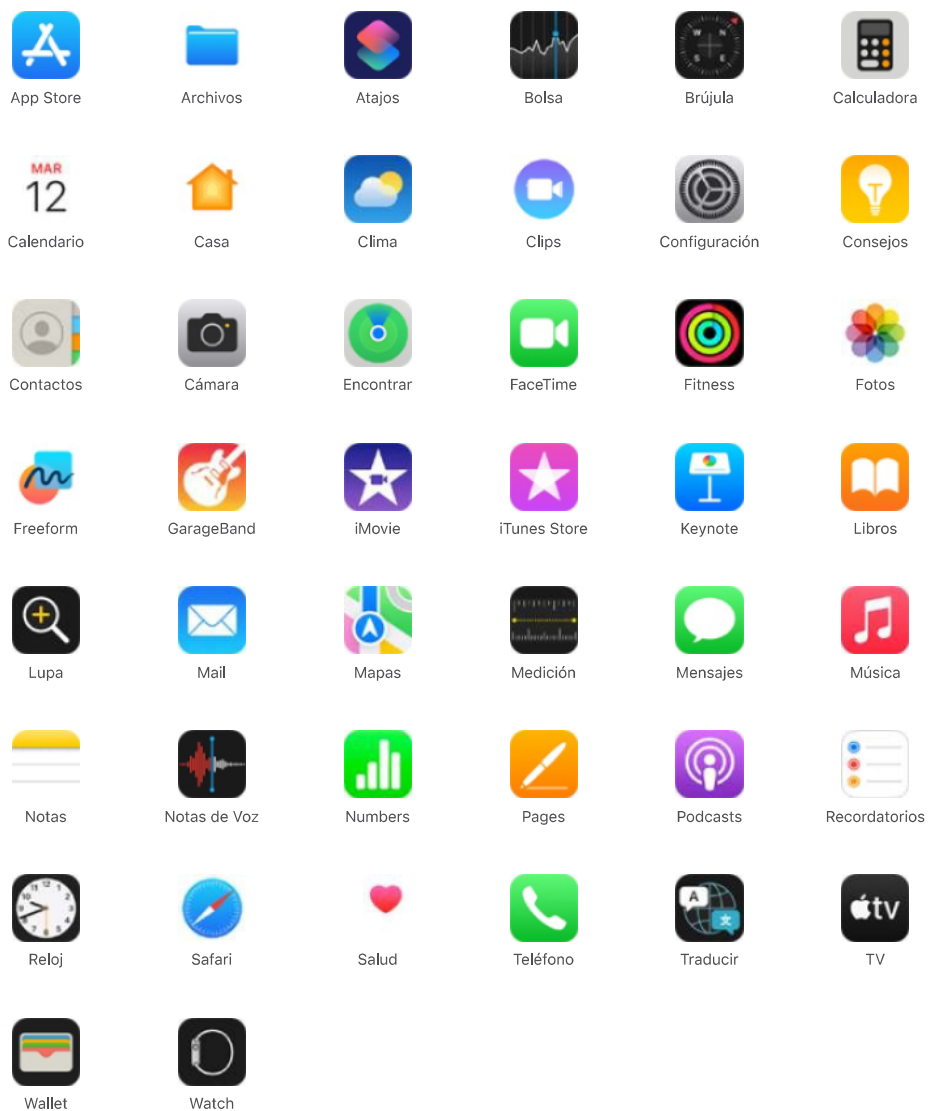 App Store
Archivos
Atajos
Bolsa
W N
S E
Brújula
Calculadora
MAR
12
Calendario
Casa
Clima
Clips
Configuración
Consejos
Contactos
Cámara
Encontrar
FaceTime
Fitness
Fotos
Freeform
GarageBand
iMovie
iTunes Store
Keynote
Libros
Lupa
Mail
Mapas
Medición
Mensajes
Música
Notas
Notas de Voz
Numbers
Pages
Podcasts
Recordatorios
Reloj
Safari
Salud
Teléfono
A
文
Traducir
tv
TV
Wallet
Watch